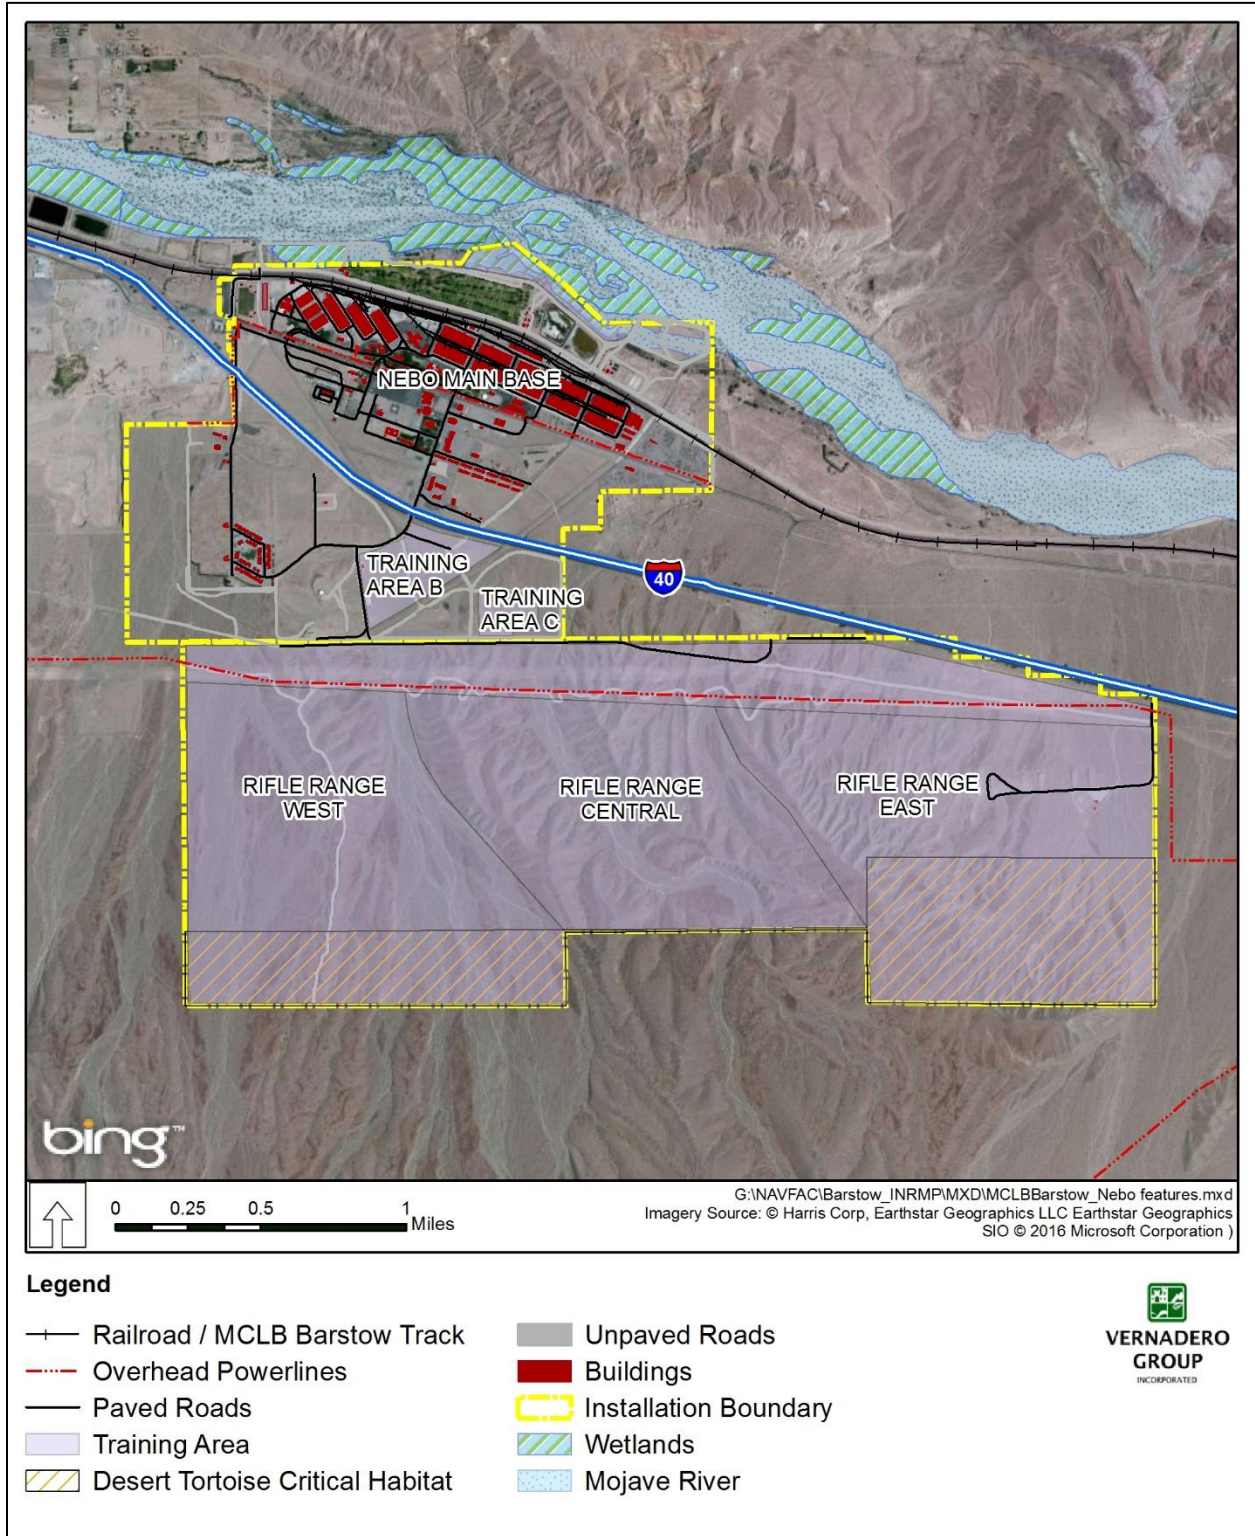 NEBO MAIN BASE
TRAINING
AREA B
TRAINING
AREA C
40
RIFLE RANGE
WEST
RIFLE RANGE
CENTRAL
RIFLE RANGE
EAST
bing™
0 0.25 0.5 1
Miles
G:\NAVFAC\Barstow_INRMP\MXD\MCLBBarstow_Nebo features.mxd
Imagery Source: © Harris Corp, Earthstar Geographics LLC Earthstar Geographics
SIO © 2016 Microsoft Corporation )
Legend
Railroad / MCLB Barstow Track
Overhead Powerlines
Paved Roads
Training Area
Desert Tortoise Critical Habitat
Unpaved Roads
Buildings
Installation Boundary
Wetlands
Mojave River
VERNADERO
GROUP
INCORPORATED